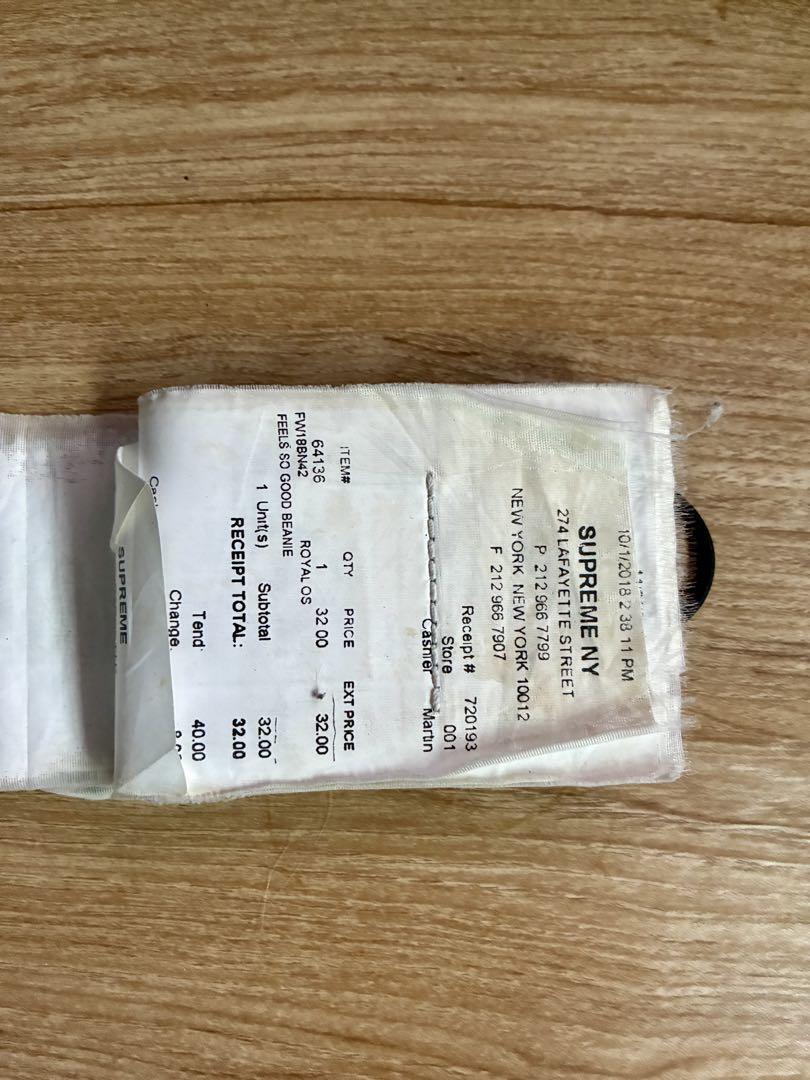 10/1/2018 2 38 11 PM
SUPREME NY
274 LAFAYETTE STREET
P 212 966 7799
NEW YORK NEW YORK 10012
F 212 966 7907
Receipt # 720193
Store 001
Cashier Martin
ITEM# QTY PRICE EXT PRICE
64136 1 32 00 32.00
FW18BN42 ROYAL OS
FEELS SO GOOD BEANIE
1 Unit(s) Subtotal 32.00
RECEIPT TOTAL: 32.00
Tend: 40.00
Change
SUPREME